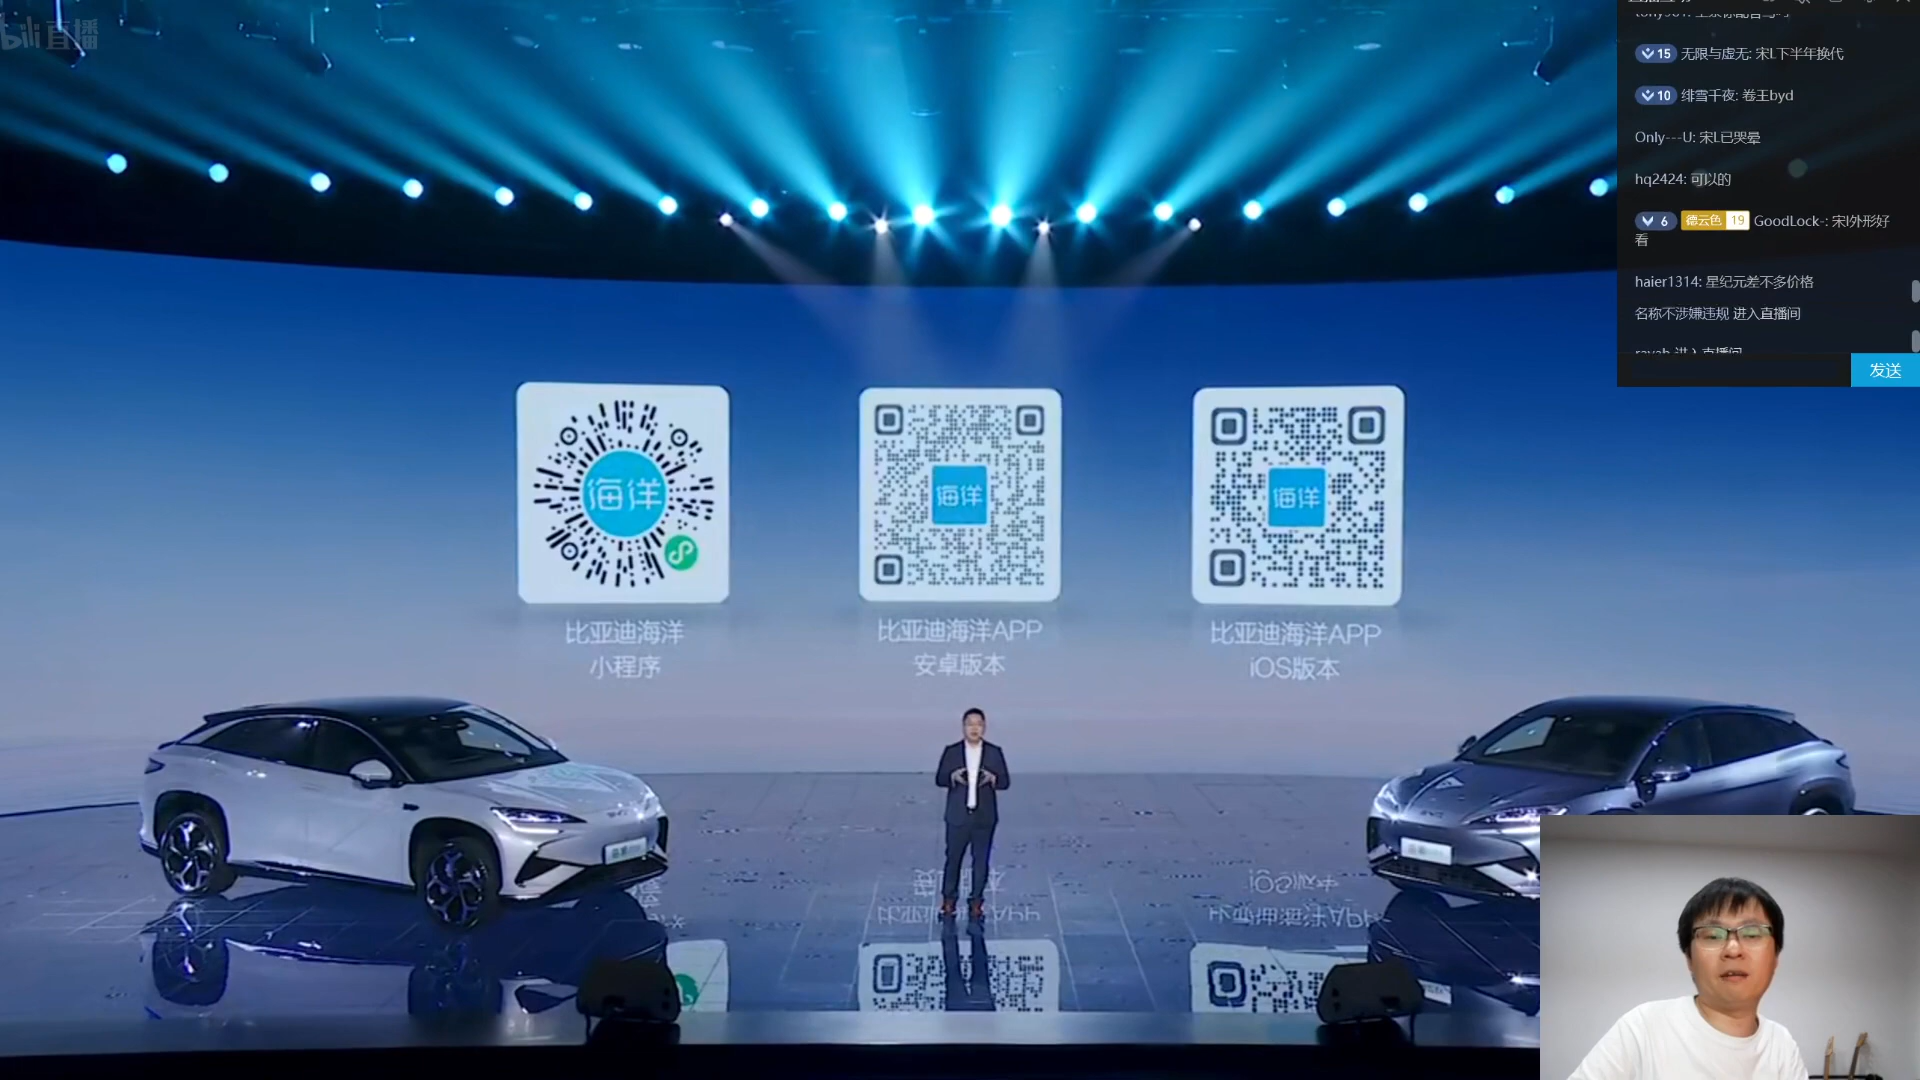 bili 直播
15 无限与虚无: 宋L下半年换代
10 绯雪千夜: 卷王byd
Only---U: 宋L已哭晕
hq2424: 可以的
6 德云色 19 GoodLock-: 宋l外形好
看
haier1314: 星纪元差不多价格
名称不涉嫌违规 进入直播间
发送
海洋
海洋
海洋
比亚迪海洋
小程序
比亚迪海洋APP
安卓版本
比亚迪海洋APP
iOS版本